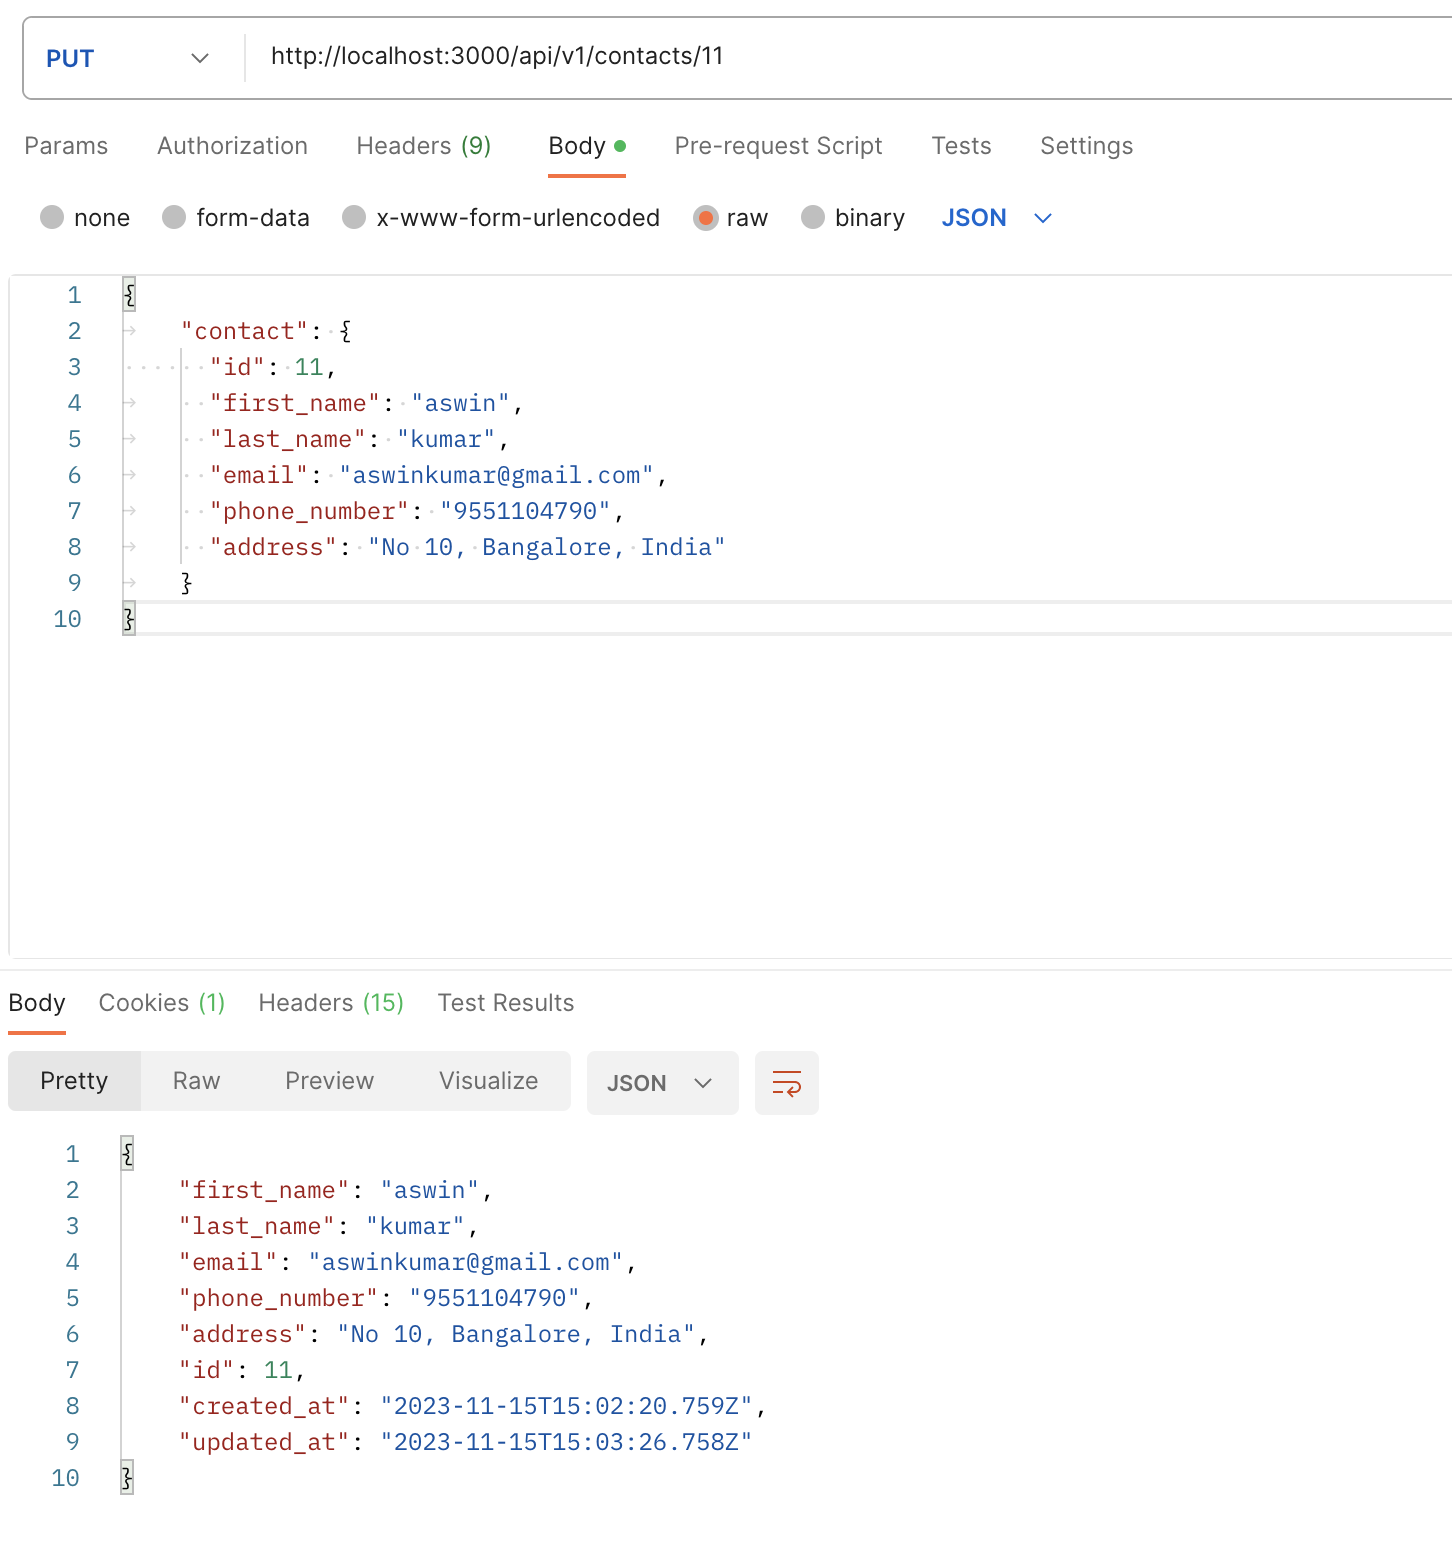 PUT http://localhost:3000/api/v1/contacts/11
Params Authorization Headers (9) Body Pre-request Script Tests Settings
none form-data x-www-form-urlencoded raw binary JSON
1 {
2 "contact": {
3 "id": 11,
4 "first_name": "aswin",
5 "last_name": "kumar",
6 "email": "aswinkumar@gmail.com",
7 "phone_number": "9551104790",
8 "address": "No 10, Bangalore, India"
9 }
10 }
Body Cookies (1) Headers (15) Test Results
Pretty Raw Preview Visualize JSON
1 {
2 "first_name": "aswin",
3 "last_name": "kumar",
4 "email": "aswinkumar@gmail.com",
5 "phone_number": "9551104790",
6 "address": "No 10, Bangalore, India",
7 "id": 11,
8 "created_at": "2023-11-15T15:02:20.759Z",
9 "updated_at": "2023-11-15T15:03:26.758Z"
10 }